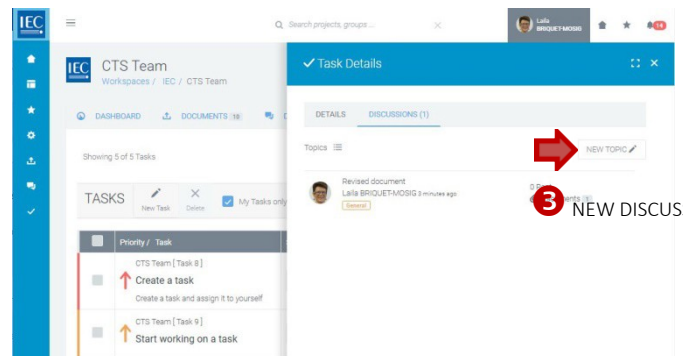 IEC
Search projects, groups ...
Laila
BRIQUET-MOSIG
14
IEC
CTS Team
Workspaces / IEC / CTS Team
DASHBOARD
DOCUMENTS 10
Showing 5 of 5 Tasks
TASKS
New Task
Delete
My Tasks only
Priority / Task
CTS Team [ Task 8 ]
Create a task
Create a task and assign it to yourself
CTS Team [ Task 9 ]
Start working on a task
Task Details
DETAILS
DISCUSSIONS (1)
Topics
NEW TOPIC
Revised document
Laila BRIQUET-MOSIG 2 minutes ago
General
3
NEW DISCUS